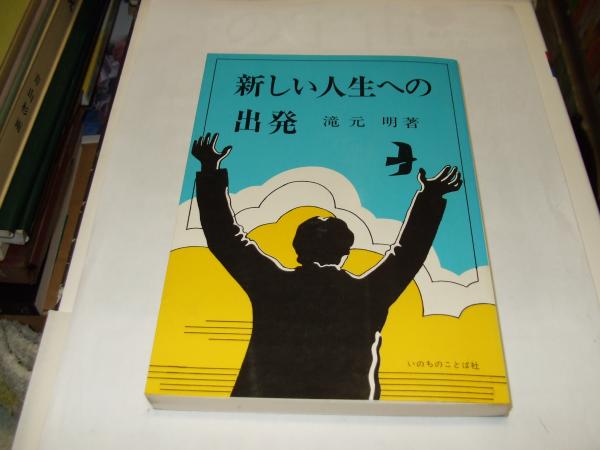 新しい人生への
出発 滝元 明著
いのちのことば社